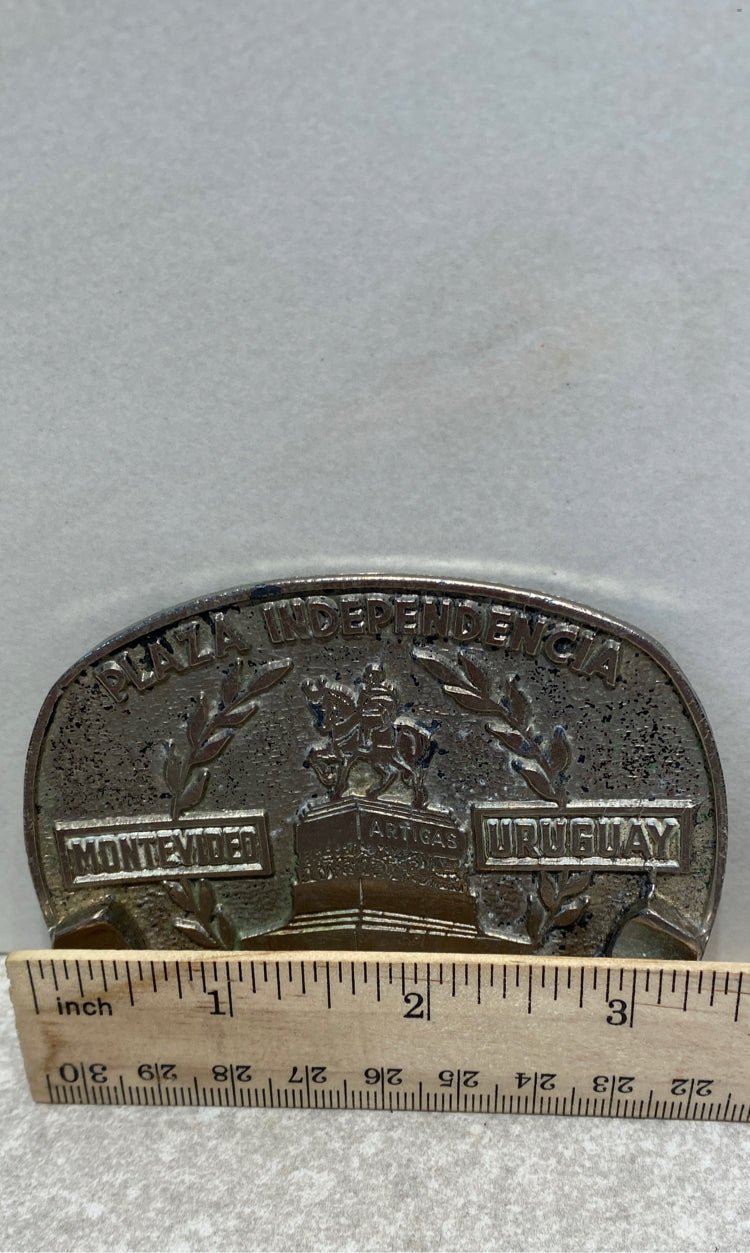 PLAZA INDEPENDENCIA
ARTIGAS
MONTEVIDEO
URUGUAY
inch 1 2 3
30 29 28 27 26 25 24 23 22